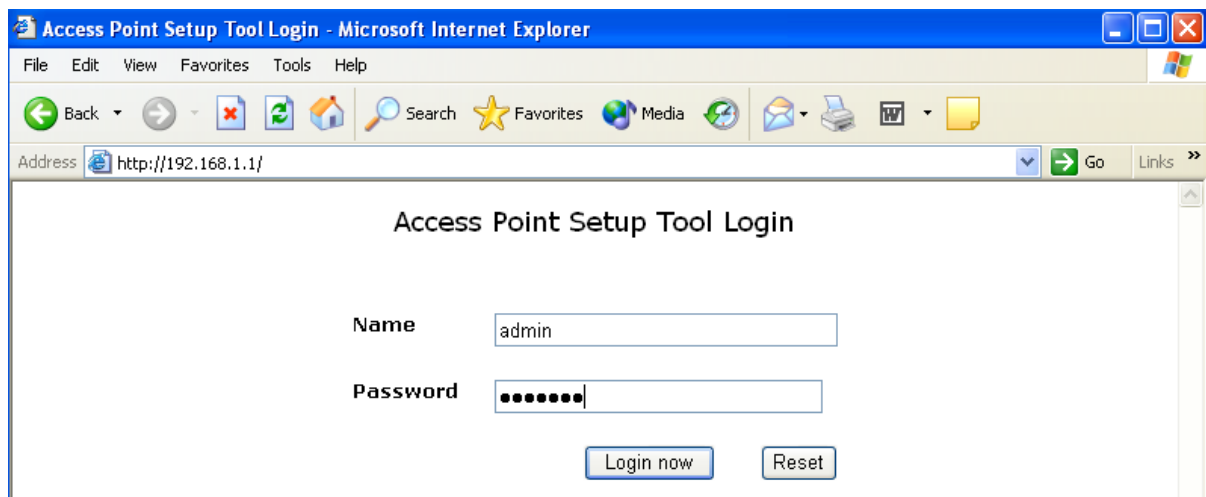 Access Point Setup Tool Login - Microsoft Internet Explorer
File Edit View Favorites Tools Help
Back Search Favorites Media W
Address http://192.168.1.1/ Go Links »
Access Point Setup Tool Login
Name admin
Password •••••••
Login now Reset